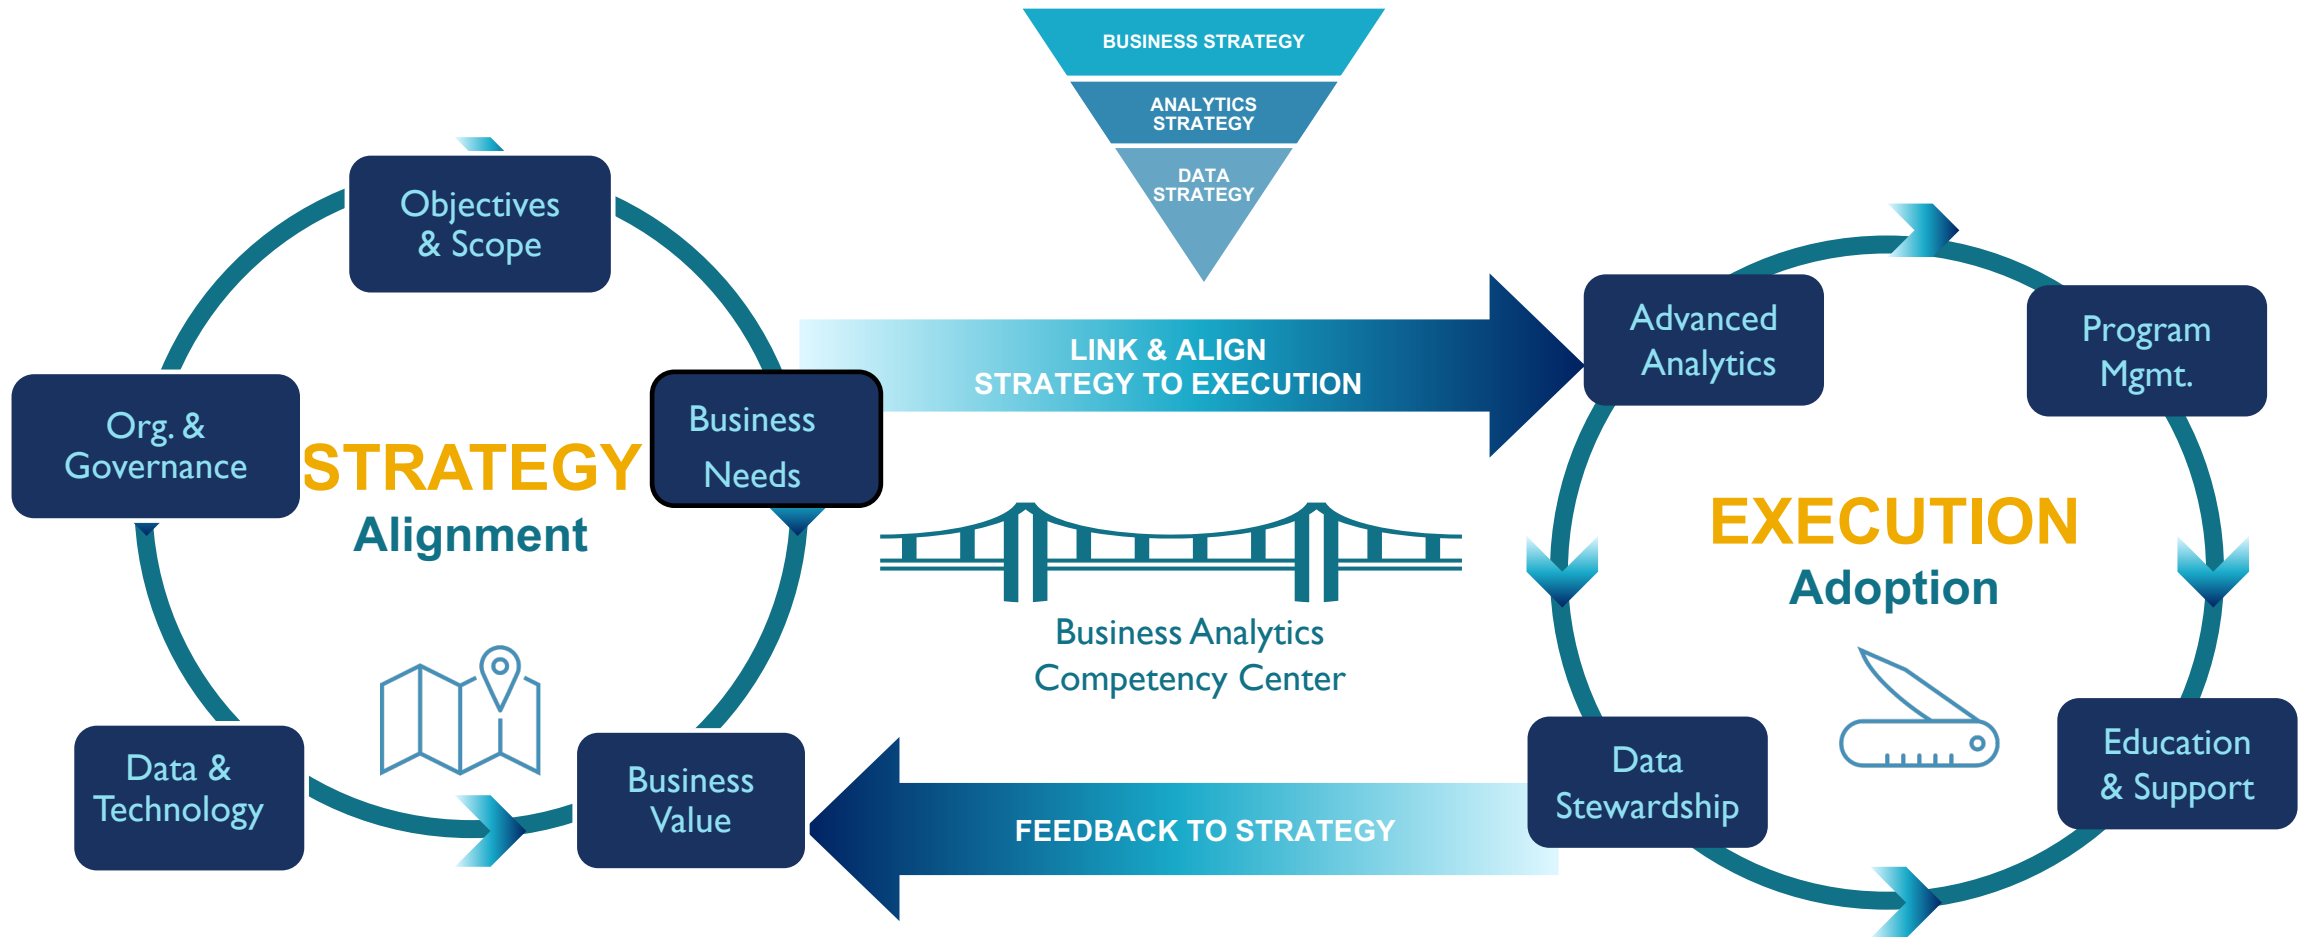 BUSINESS STRATEGY
ANALYTICS
STRATEGY
DATA
STRATEGY
Objectives
& Scope
Org. &
Governance
STRATEGY
Alignment
Business
Needs
Data &
Technology
Business
Value
LINK & ALIGN
STRATEGY TO EXECUTION
Business Analytics
Competency Center
FEEDBACK TO STRATEGY
Advanced
Analytics
Program
Mgmt.
EXECUTION
Adoption
Data
Stewardship
Education
& Support